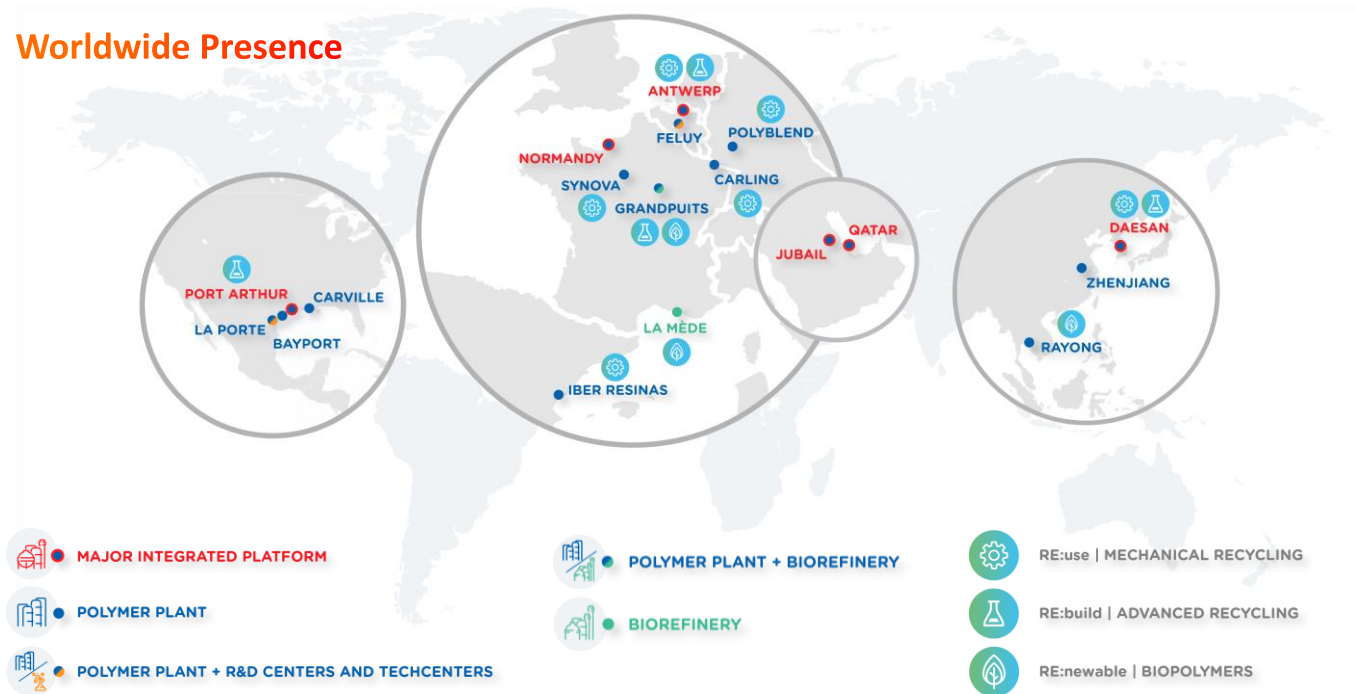 Worldwide Presence
ANTWERP
FELUY
POLYBLEND
NORMANDY
SYNOVA
CARLING
GRANDPUITS
LA MÈDE
IBER RESINAS
PORT ARTHUR
CARVILLE
LA PORTE
BAYPORT
JUBAIL
QATAR
DAESAN
ZHENJIANG
RAYONG
MAJOR INTEGRATED PLATFORM
POLYMER PLANT
POLYMER PLANT + R&D CENTERS AND TECHCENTERS
POLYMER PLANT + BIOREFINERY
BIOREFINERY
RE:use | MECHANICAL RECYCLING
RE:build | ADVANCED RECYCLING
RE:newable | BIOPOLYMERS